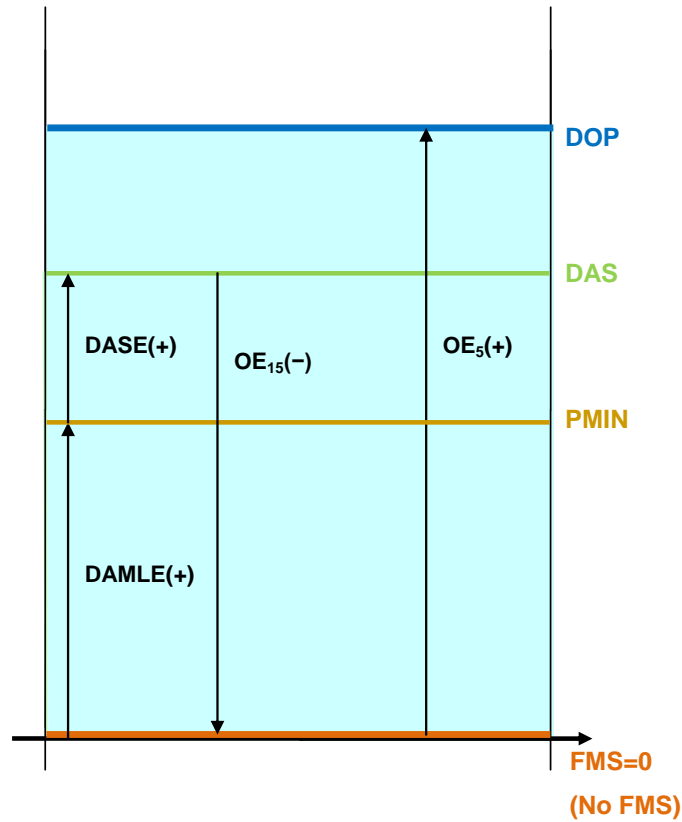 DOP
DAS
DASE(+)
OE₁₅(−)
OE₅(+)
PMIN
DAMLE(+)
FMS=0
(No FMS)